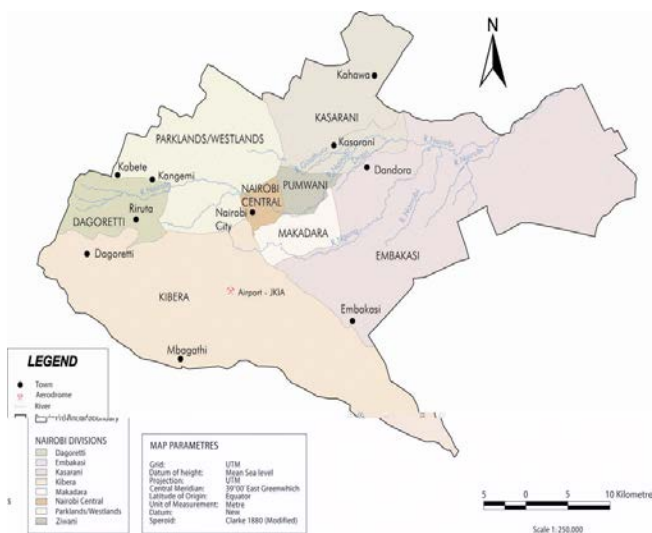 N
Kahawa
KASARANI
PARKLANDS/WESTLANDS
Kasarani
R. Nairobi
Dandora
Kabete
Kangemi
PUMWANI
NAIROBI
CENTRAL
Riruta
Nairobi
City
DAGORETTI
MAKADARA
R. Ngong
EMBAKASI
Dagoretti
KIBERA
Airport - JKIA
Embakasi
Mbagathi
LEGEND
Town
Aerodrome
River
NAIROBI DIVISIONS
Dagoretti
Embakasi
Kasarani
Kibera
Makadara
Nairobi Central
Parklands/Westlands
Ziwani
s
MAP PARAMETRES
Grid: UTM
Datum of height: Mean Sea level
Projection: UTM
Central Meridian: 39°00' East Greenwhich
Latitude of Origin: Equator
Unit of Measurement: Metre
Datum: New
Speroid: Clarke 1880 (Modified)
5 0 5 10 Kilometre
Scale 1:250.000